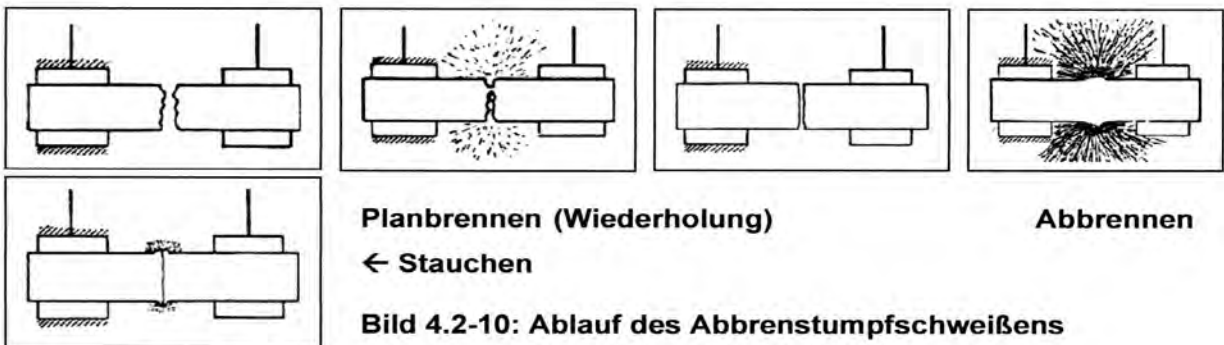 Planbrennen (Wiederholung) Abbrennen
← Stauchen
Bild 4.2-10: Ablauf des Abbrenstumpfschweißens